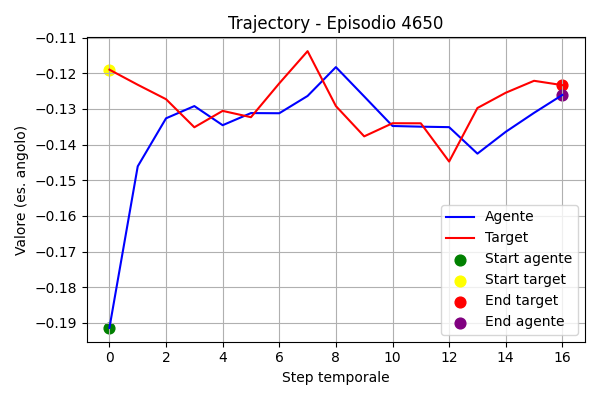 Trajectory - Episodio 4650
Valore (es. angolo)
−0.11
−0.12
−0.13
−0.14
−0.15
−0.16
−0.17
−0.18
−0.19
0 2 4 6 8 10 12 14 16
Step temporale
Agente
Target
Start agente
Start target
End target
End agente